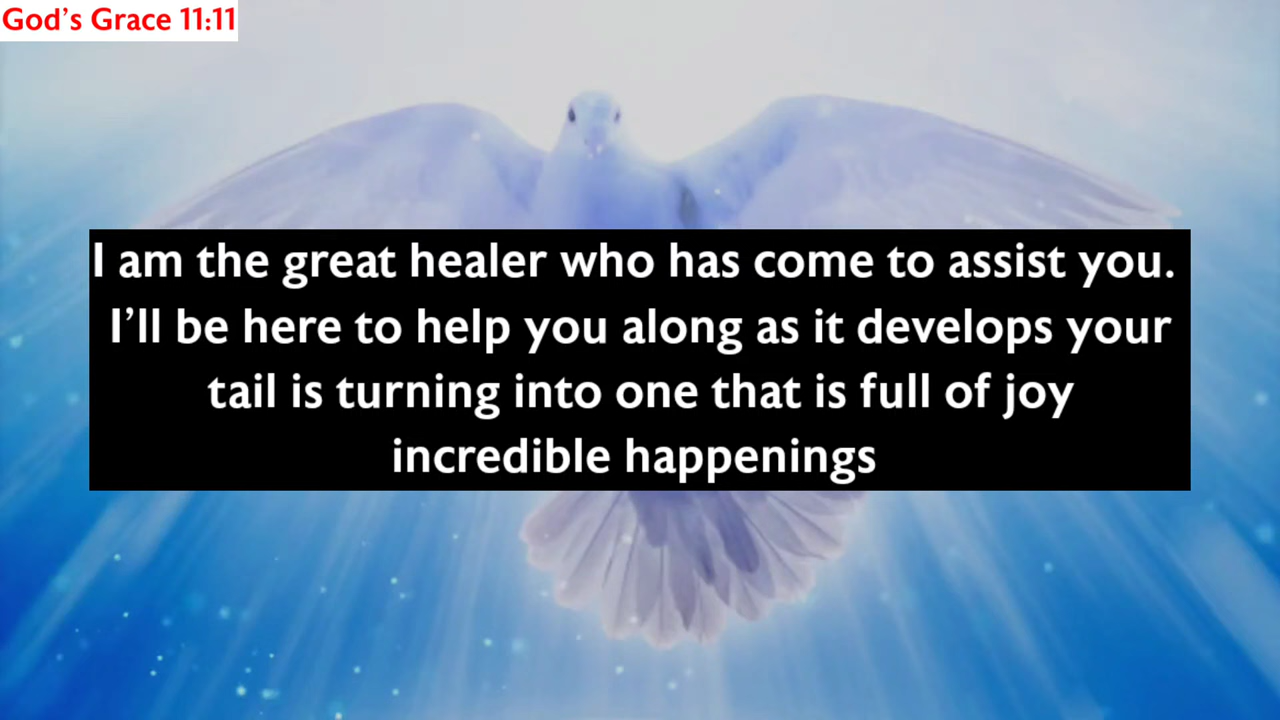 God’s Grace 11:11
I am the great healer who has come to assist you.
I’ll be here to help you along as it develops your
tail is turning into one that is full of joy
incredible happenings